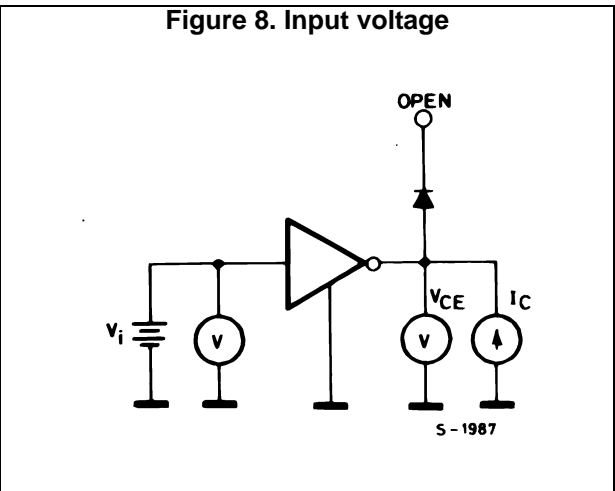 Figure 8. Input voltage
OPEN
Vi
V
VCE
V
IC
S-1987